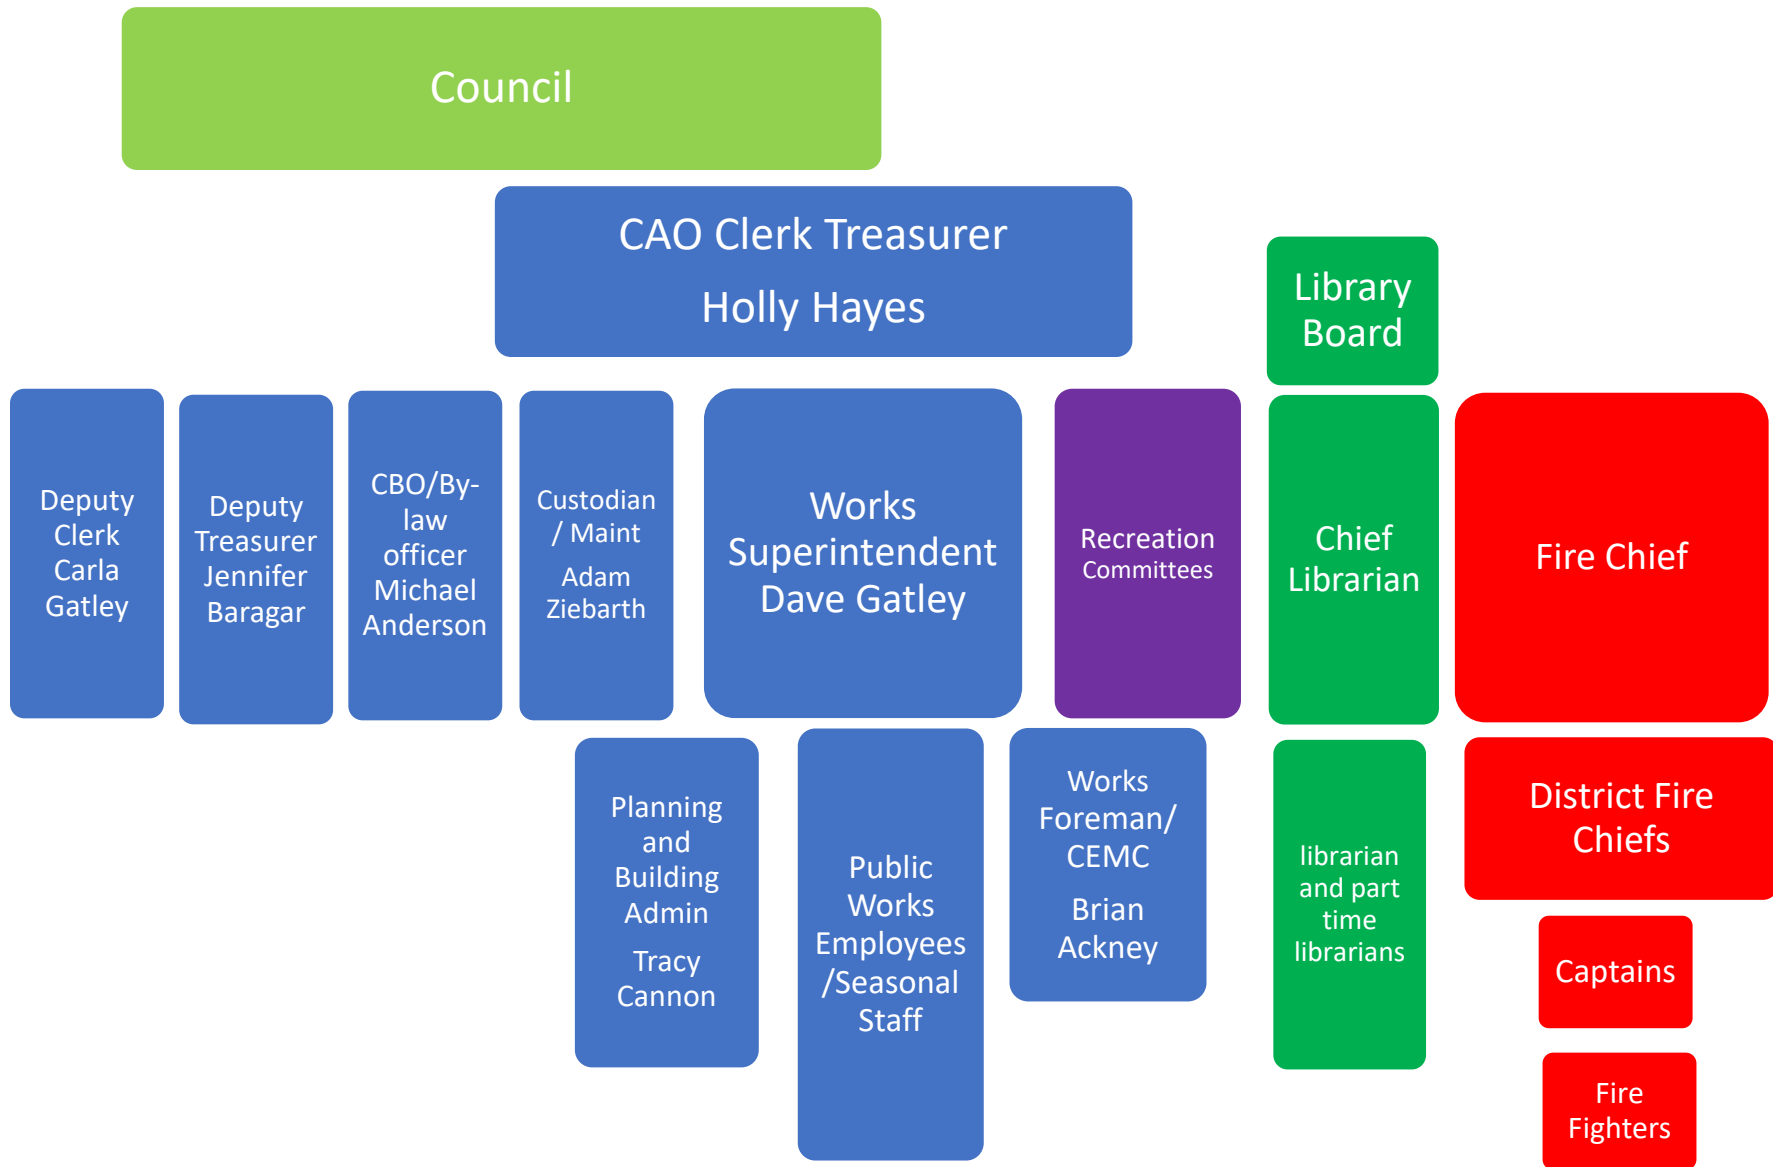 Council
CAO Clerk Treasurer
Holly Hayes
Library
Board
Deputy
Clerk
Carla
Gatley
Deputy
Treasurer
Jennifer
Baragar
CBO/By-
law
officer
Michael
Anderson
Custodian
/ Maint
Adam
Ziebarth
Works
Superintendent
Dave Gatley
Recreation
Committees
Chief
Librarian
Fire Chief
Planning
and
Building
Admin
Tracy
Cannon
Public
Works
Employees
/Seasonal
Staff
Works
Foreman/
CEMC
Brian
Ackney
librarian
and part
time
librarians
District Fire
Chiefs
Captains
Fire
Fighters